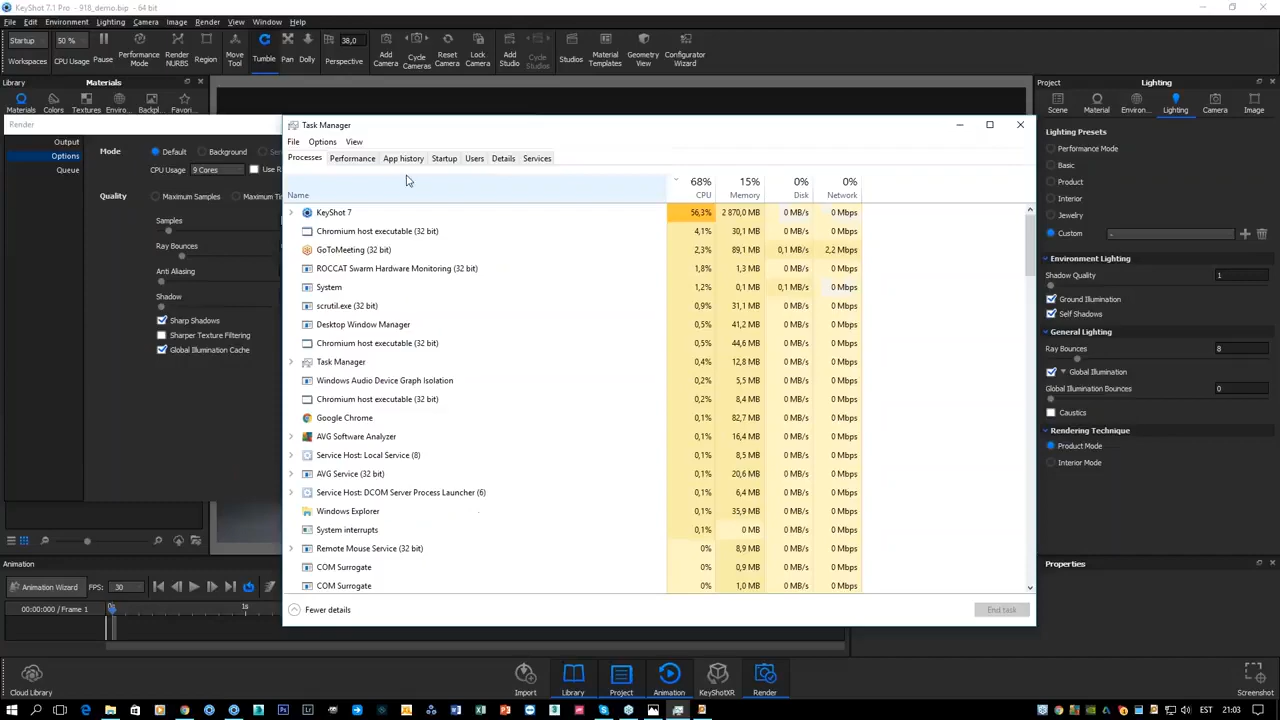 KeyShot 7.1 Pro - 918_demo.bip - 64 bit
File Edit Environment Lighting Camera Image Render View Window Help
Startup 50 % 38,0
Workspaces CPU Usage Pause Performance Mode Render NURBS Region Move Tool Tumble Pan Dolly Perspective Add Camera Cycle Cameras Reset Camera Lock Camera Add Studio Cycle Studios Studios Material Templates Geometry View Configurator Wizard
Library Materials Project Lighting
Materials Colors Textures Enviro... Backpl... Favori... Scene Material Environ... Lighting Camera Image
Render
Output
Options
Queue
Mode Default Background
CPU Usage 9 Cores
Quality Maximum Samples Maximum Tim
Samples
Ray Bounces
Anti Aliasing
Shadow
Sharp Shadows
Sharper Texture Filtering
Global Illumination Cache
Task Manager
File Options View
Processes Performance App history Startup Users Details Services
68% 15% 0% 0%
Name CPU Memory Disk Network
KeyShot 7 56,3% 2 870,0 MB 0 MB/s 0 Mbps
Chromium host executable (32 bit) 4,1% 30,1 MB 0 MB/s 0 Mbps
GoToMeeting (32 bit) 2,3% 89,1 MB 0,1 MB/s 2,2 Mbps
ROCCAT Swarm Hardware Monitoring (32 bit) 1,8% 1,3 MB 0 MB/s 0 Mbps
System 1,2% 0,1 MB 0,1 MB/s 0 Mbps
scrutil.exe (32 bit) 0,9% 31,1 MB 0 MB/s 0 Mbps
Desktop Window Manager 0,5% 41,2 MB 0 MB/s 0 Mbps
Chromium host executable (32 bit) 0,5% 44,6 MB 0 MB/s 0 Mbps
Task Manager 0,4% 12,8 MB 0 MB/s 0 Mbps
Windows Audio Device Graph Isolation 0,2% 5,5 MB 0 MB/s 0 Mbps
Chromium host executable (32 bit) 0,2% 8,4 MB 0 MB/s 0 Mbps
Google Chrome 0,1% 82,7 MB 0 MB/s 0 Mbps
AVG Software Analyzer 0,1% 16,4 MB 0 MB/s 0 Mbps
Service Host: Local Service (8) 0,1% 8,5 MB 0 MB/s 0 Mbps
AVG Service (32 bit) 0,1% 20,6 MB 0 MB/s 0 Mbps
Service Host: DCOM Server Process Launcher (6) 0,1% 6,4 MB 0 MB/s 0 Mbps
Windows Explorer 0,1% 35,9 MB 0 MB/s 0 Mbps
System interrupts 0,1% 0 MB 0 MB/s 0 Mbps
Remote Mouse Service (32 bit) 0% 8,9 MB 0 MB/s 0 Mbps
COM Surrogate 0% 0,9 MB 0 MB/s 0 Mbps
COM Surrogate 0% 1,0 MB 0 MB/s 0 Mbps
Fewer details End task
Lighting Presets
Performance Mode
Basic
Product
Interior
Jewelry
Custom -
Environment Lighting
Shadow Quality 1
Ground Illumination
Self Shadows
General Lighting
Ray Bounces 8
Global Illumination
Global Illumination Bounces 0
Caustics
Rendering Technique
Product Mode
Interior Mode
Animation Properties
Animation Wizard FPS: 30
00:00:000 / Frame 1 0s 1s
Cloud Library Import Library Project Animation KeyShotXR Render Screenshot
EST 21:03